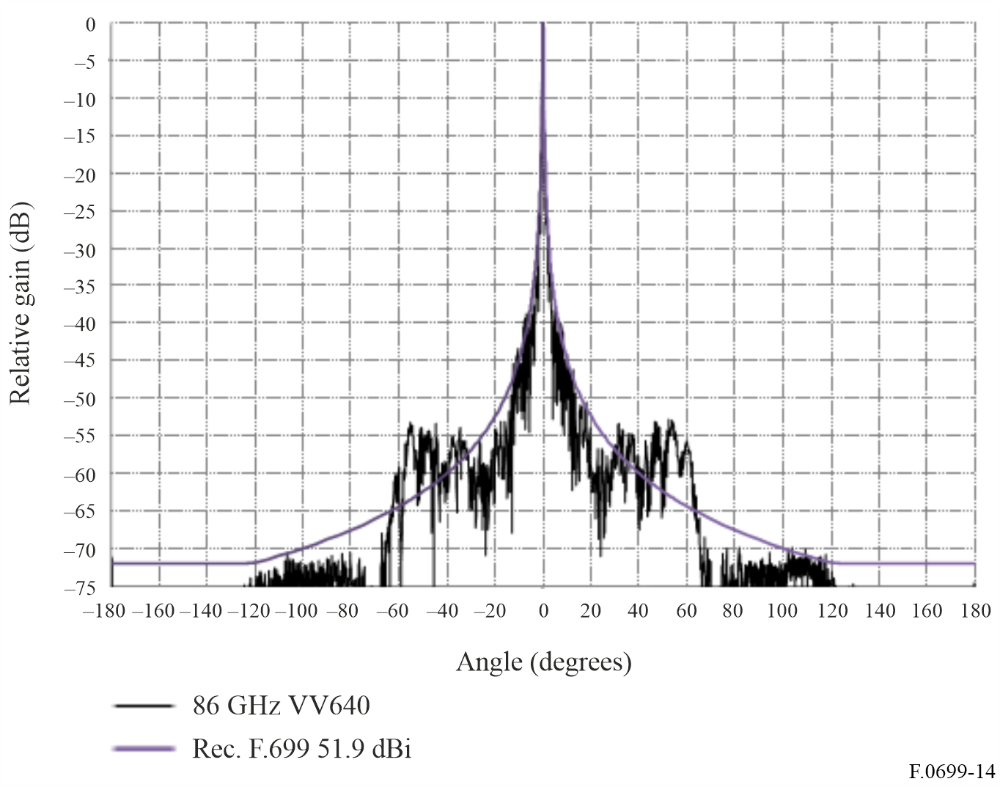 Relative gain (dB)
0
–5
–10
–15
–20
–25
–30
–35
–40
–45
–50
–55
–60
–65
–70
–75
–180 –160 –140 –120 –100 –80 –60 –40 –20 0 20 40 60 80 100 120 140 160 180
Angle (degrees)
86 GHz VV640
Rec. F.699 51.9 dBi
F.0699-14